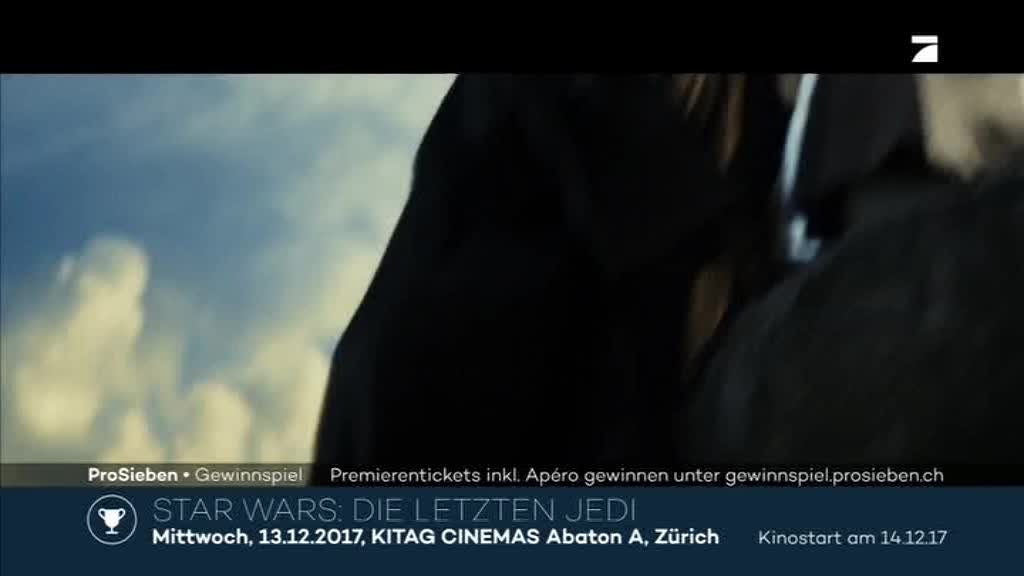 ProSieben • Gewinnspiel Premierentickets inkl. Apéro gewinnen unter gewinnspiel.prosieben.ch
STAR WARS: DIE LETZTEN JEDI
Mittwoch, 13.12.2017, KITAG CINEMAS Abaton A, Zürich Kinostart am 14.12.17